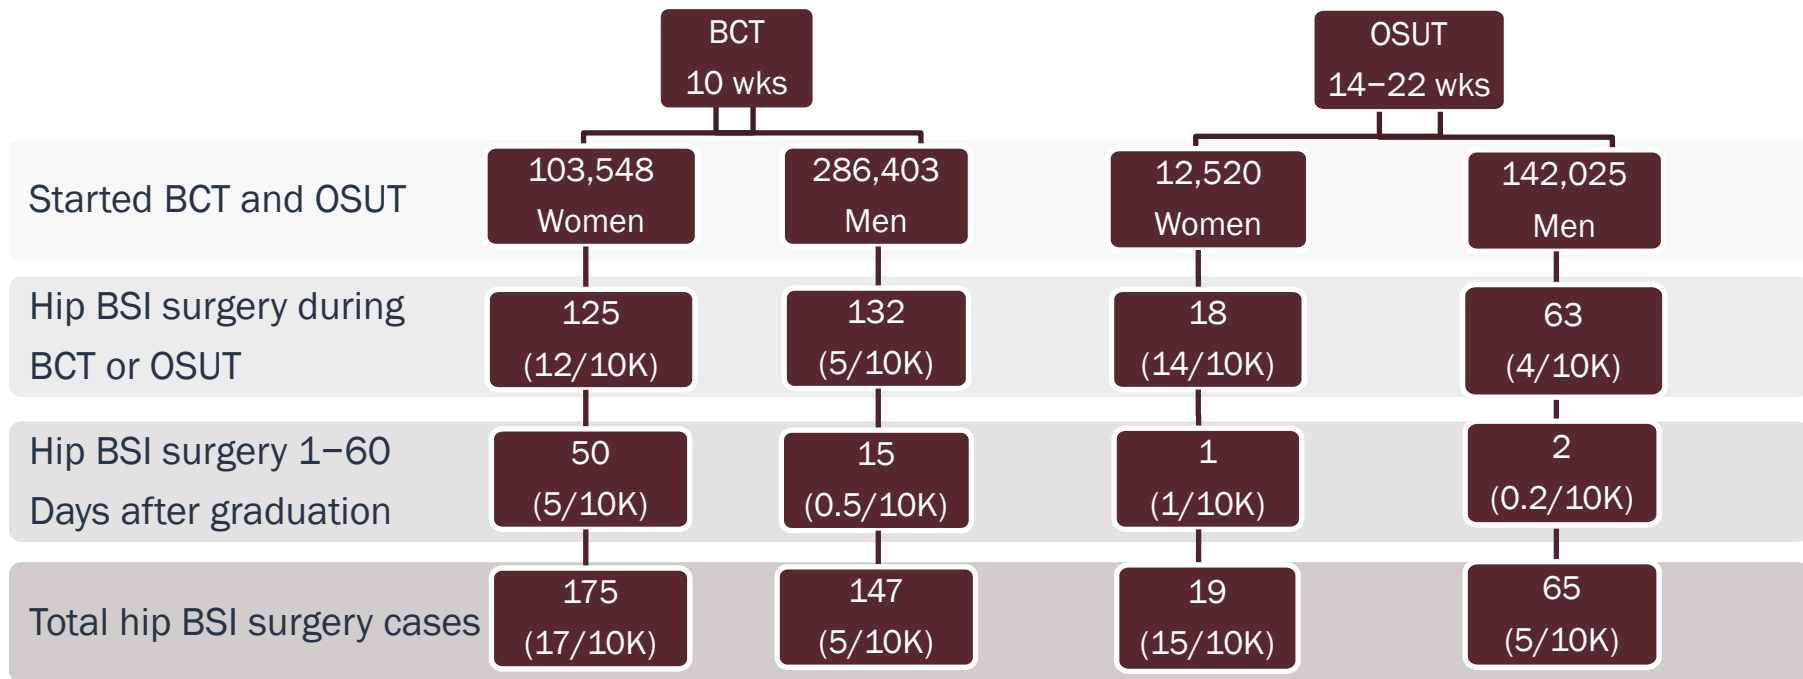 BCT
10 wks
OSUT
14–22 wks
Started BCT and OSUT
103,548
Women
286,403
Men
12,520
Women
142,025
Men
Hip BSI surgery during
BCT or OSUT
125
(12/10K)
132
(5/10K)
18
(14/10K)
63
(4/10K)
Hip BSI surgery 1–60
Days after graduation
50
(5/10K)
15
(0.5/10K)
1
(1/10K)
2
(0.2/10K)
Total hip BSI surgery cases
175
(17/10K)
147
(5/10K)
19
(15/10K)
65
(5/10K)